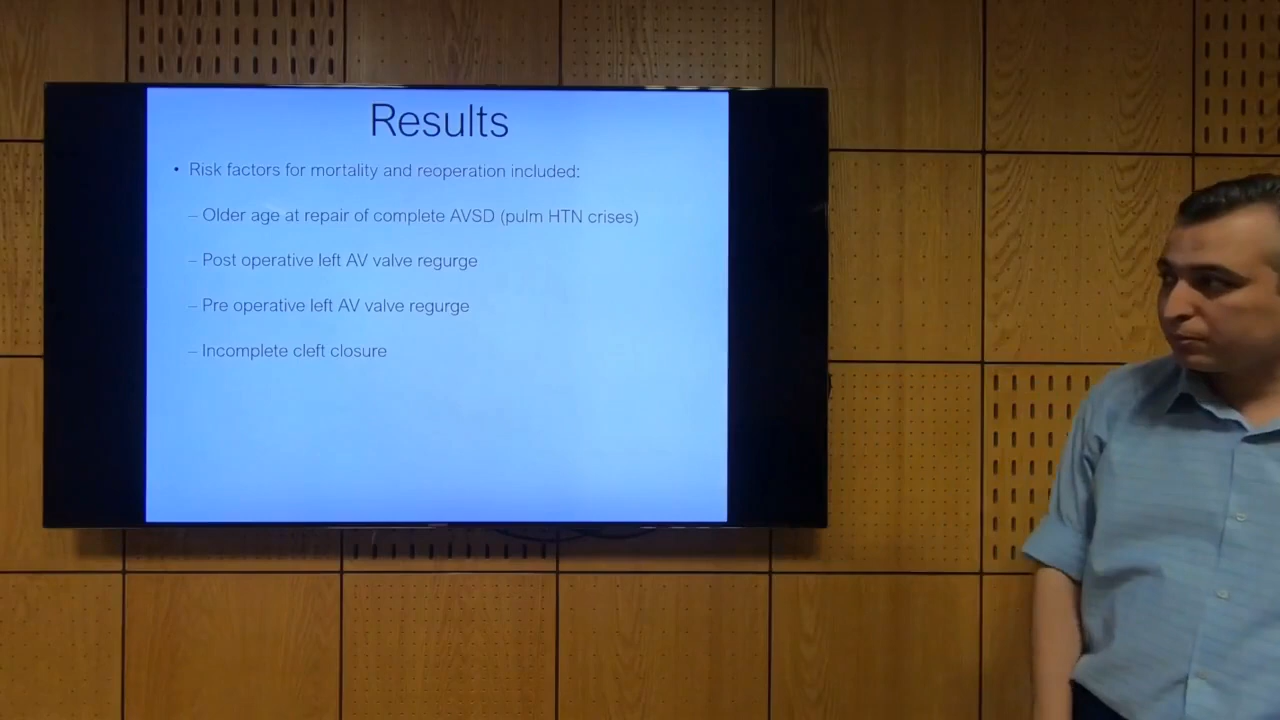 Results
• Risk factors for mortality and reoperation included:
– Older age at repair of complete AVSD (pulm HTN crises)
– Post operative left AV valve regurge
– Pre operative left AV valve regurge
– Incomplete cleft closure